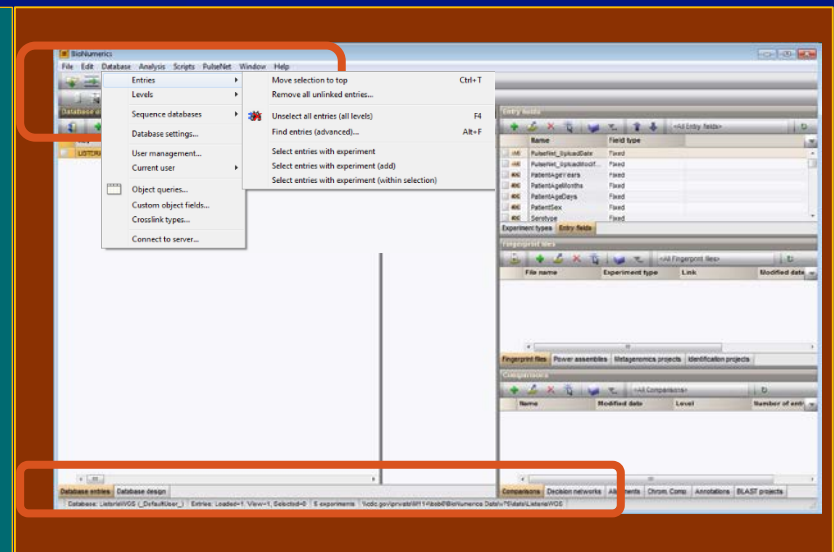 BioNumerics
File Edit Database Analysis Scripts PulseNet Window Help
Entries
Levels
Sequence databases
Database settings...
User management...
Current user
Object queries...
Custom object fields...
Crosslink types...
Connect to server...
Move selection to top Ctrl+T
Remove all unlinked entries...
Unselect all entries (all levels) F4
Find entries (advanced)... Alt+F
Select entries with experiment
Select entries with experiment (add)
Select entries with experiment (within selection)
Entry fields
<All Entry fields>
Name Field type
PulseNet_UploadDate Fixed
PulseNet_UploadModif... Fixed
PatientAgeYears Fixed
PatientAgeMonths Fixed
PatientAgeDays Fixed
PatientSex Fixed
Serotype Fixed
Experiment types Entry fields
Fingerprint files
<All Fingerprint files>
File name Experiment type Link Modified date
Fingerprint files Power assemblies Metagenomics projects Identification projects
Comparisons
<All Comparisons>
Name Modified date Level Number of entr
Database entries Database design
Comparisons Decision networks Alignments Chrom. Comp. Annotations BLAST projects
Database: ListeriaWGS (_DefaultUser_) Entries: Loaded=1, View=1, Selected=0 5 experiments